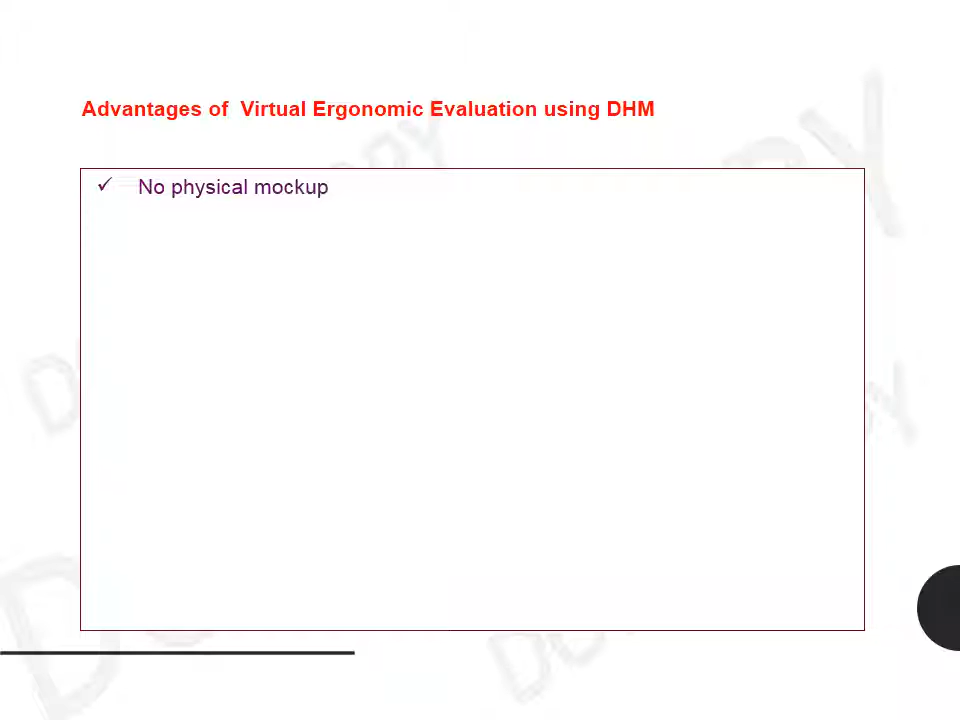 Advantages of  Virtual Ergonomic Evaluation using DHM
✓ No physical mockup